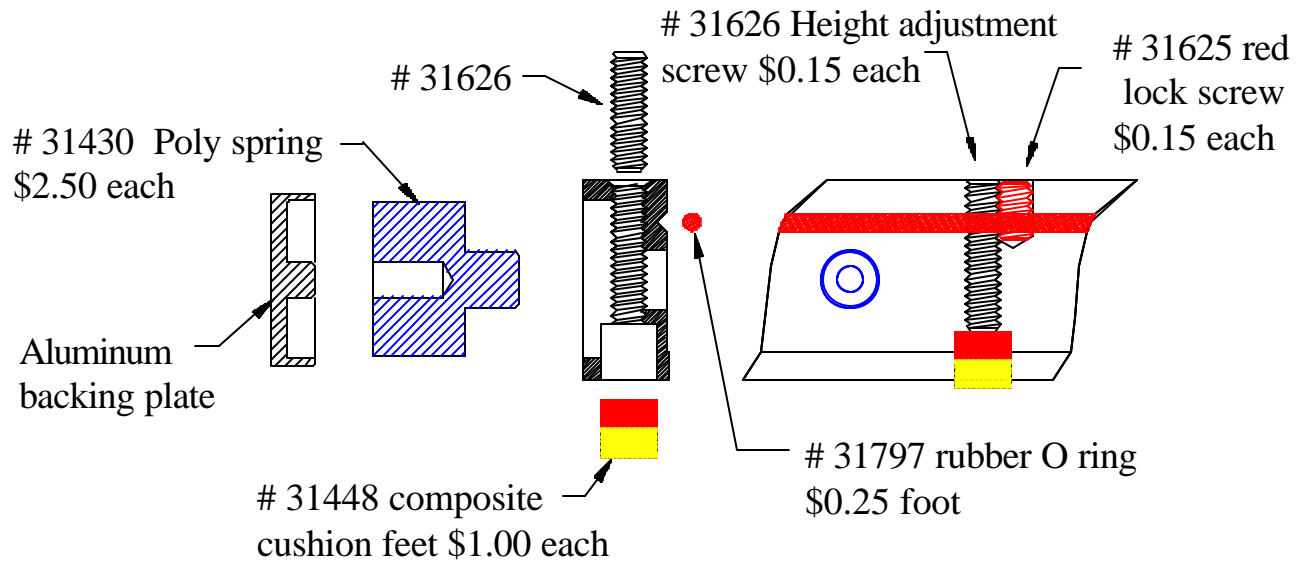 # 31626 Height adjustment
screw $0.15 each
# 31625 red
lock screw
$0.15 each
# 31626
# 31430  Poly spring
$2.50 each
Aluminum
backing plate
# 31797 rubber O ring
$0.25 foot
# 31448 composite
cushion feet $1.00 each